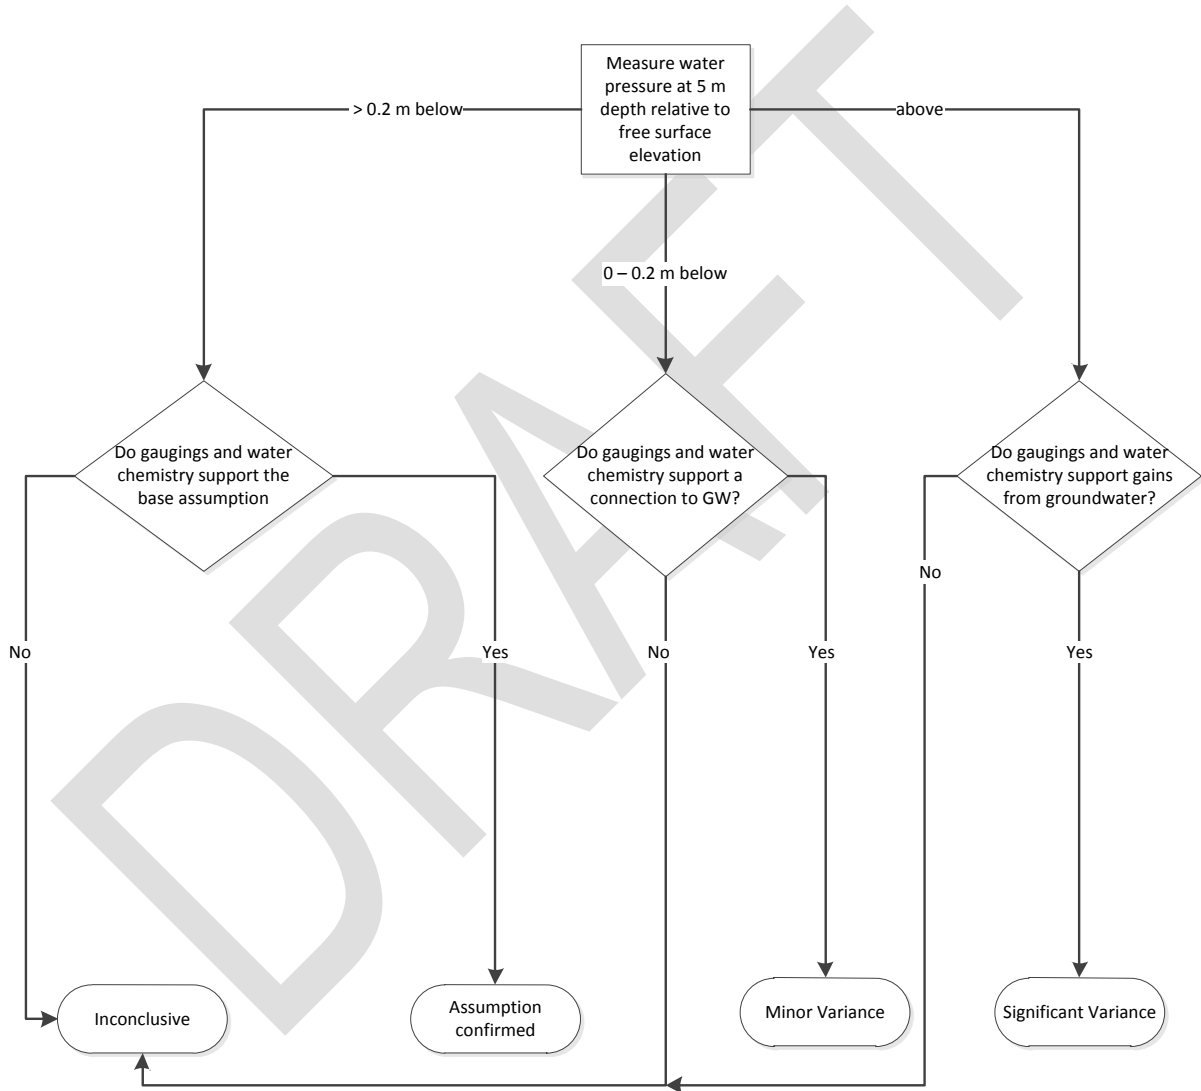 Measure water
pressure at 5 m
depth relative to
free surface
elevation
> 0.2 m below
above
0 – 0.2 m below
Do gaugings and water
chemistry support the
base assumption
Do gaugings and water
chemistry support a
connection to GW?
Do gaugings and water
chemistry support gains
from groundwater?
No
No
Yes
No
Yes
Yes
Inconclusive
Assumption
confirmed
Minor Variance
Significant Variance
DRAFT